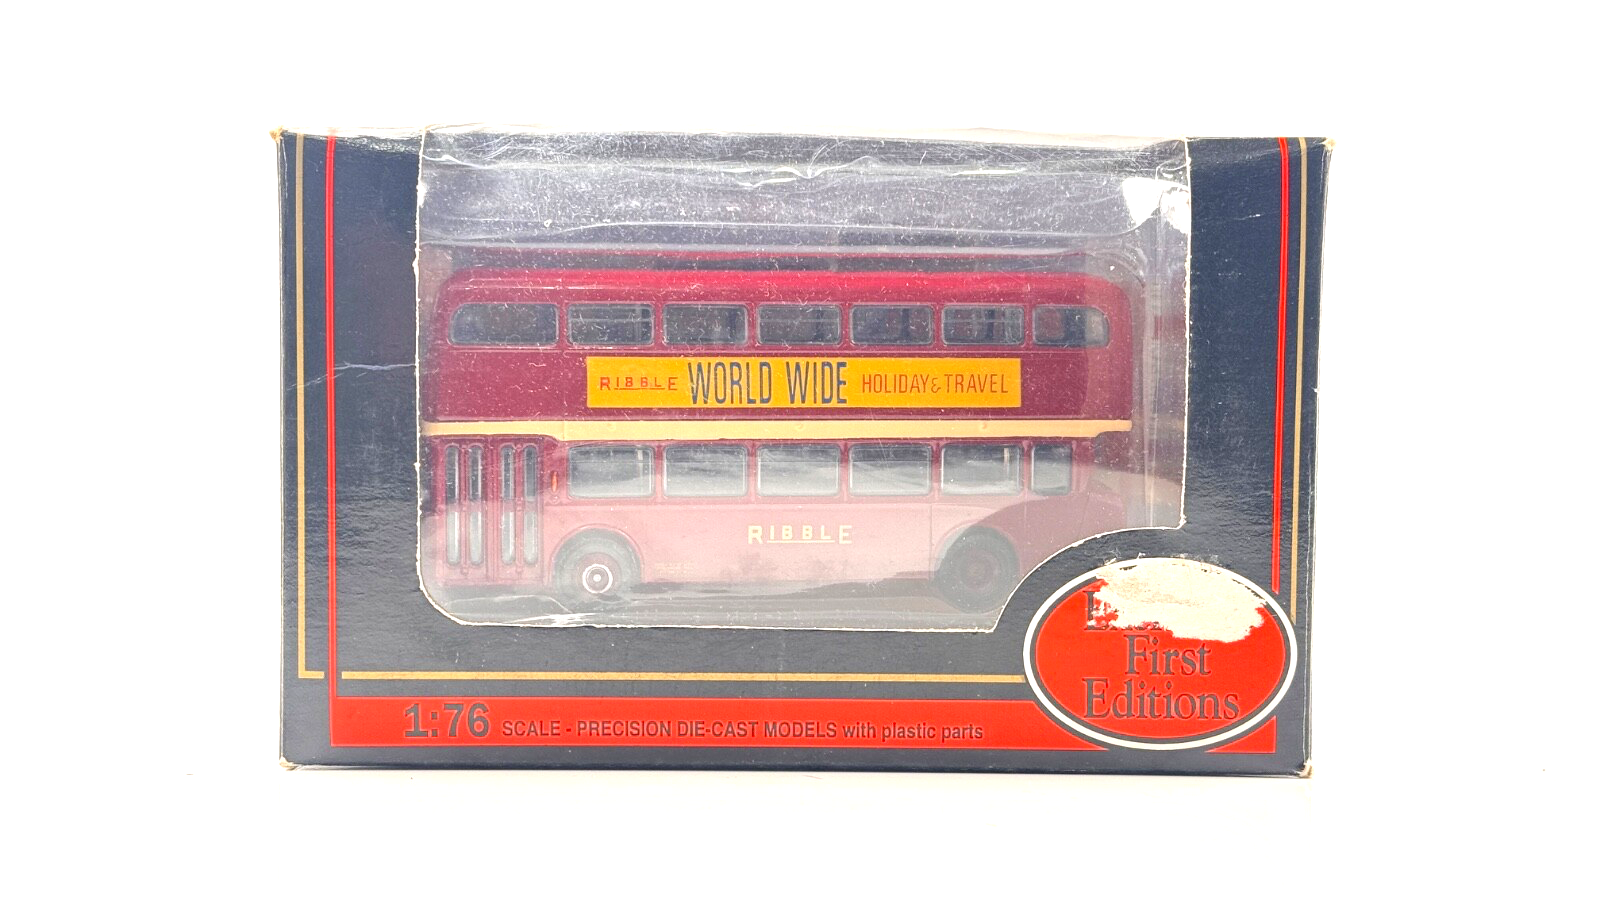 RIBBLE WORLD WIDE HOLIDAY & TRAVEL
RIBBLE
First
Editions
1:76 SCALE - PRECISION DIE-CAST MODELS with plastic parts